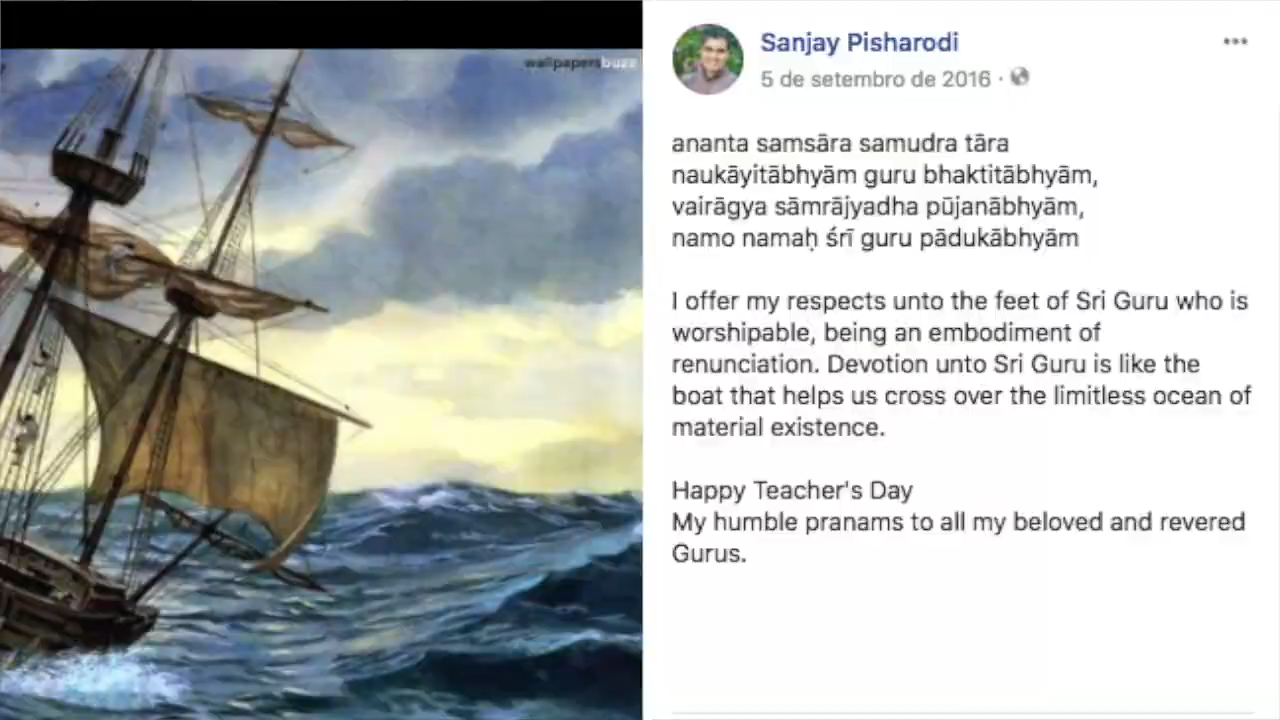 wallpapersbuzz
Sanjay Pisharodi
5 de setembro de 2016 ·
ananta samsāra samudra tāra
naukāyitābhyām guru bhaktitābhyām,
vairāgya sāmrājyadha pūjanābhyām,
namo namaḥ śrī guru pādukābhyām
I offer my respects unto the feet of Sri Guru who is
worshipable, being an embodiment of
renunciation. Devotion unto Sri Guru is like the
boat that helps us cross over the limitless ocean of
material existence.
Happy Teacher's Day
My humble pranams to all my beloved and revered
Gurus.